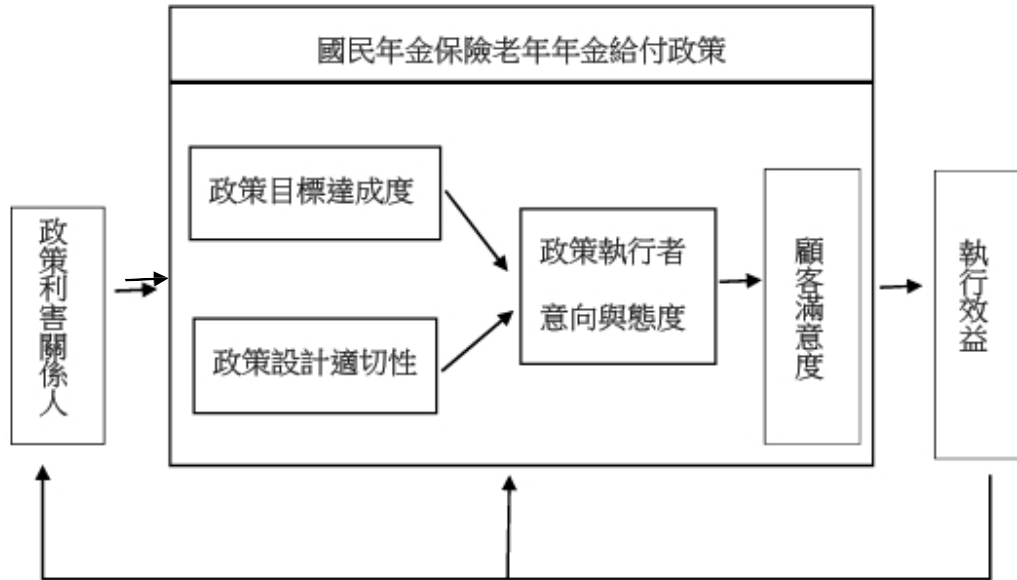 國民年金保險老年年金給付政策
政策目標達成度
政策設計適切性
政策執行者
意向與態度
顧客滿意度
政策利害關係人
執行效益